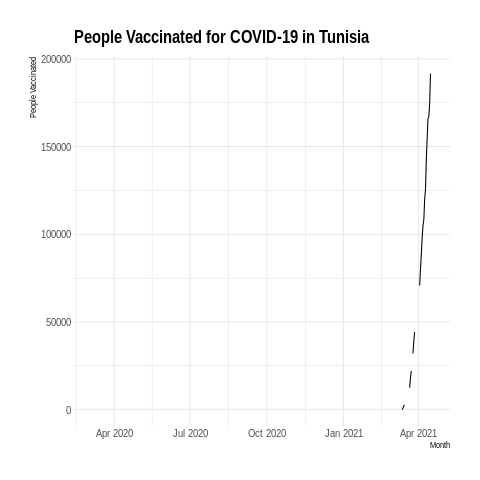 People Vaccinated for COVID-19 in Tunisia
People Vaccinated
200000
150000
100000
50000
0
Apr 2020 Jul 2020 Oct 2020 Jan 2021 Apr 2021
Month